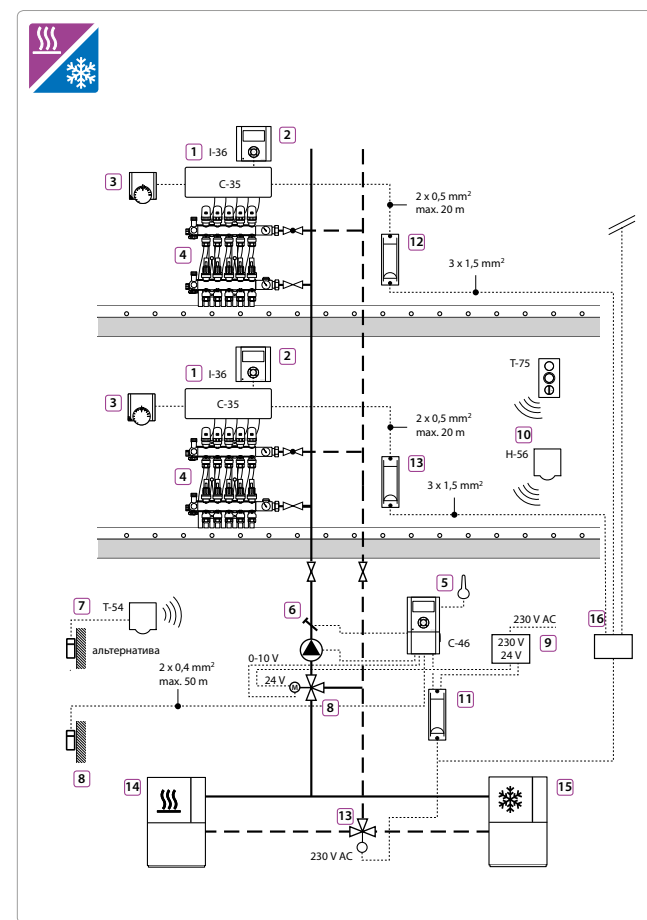 2
1 I-36
3
C-35
2 x 0,5 mm²
max. 20 m
12
4
3 x 1,5 mm²
2
1 I-36
T-75
3
C-35
2 x 0,5 mm²
max. 20 m
10
13
H-56
4
3 x 1,5 mm²
5
7 T-54
6
230 V AC
16
альтернатива
C-46
230 V
24 V
9
2 x 0,4 mm²
max. 50 m
0-10 V
24 V
M
8
11
8
14
15
13
230 V AC